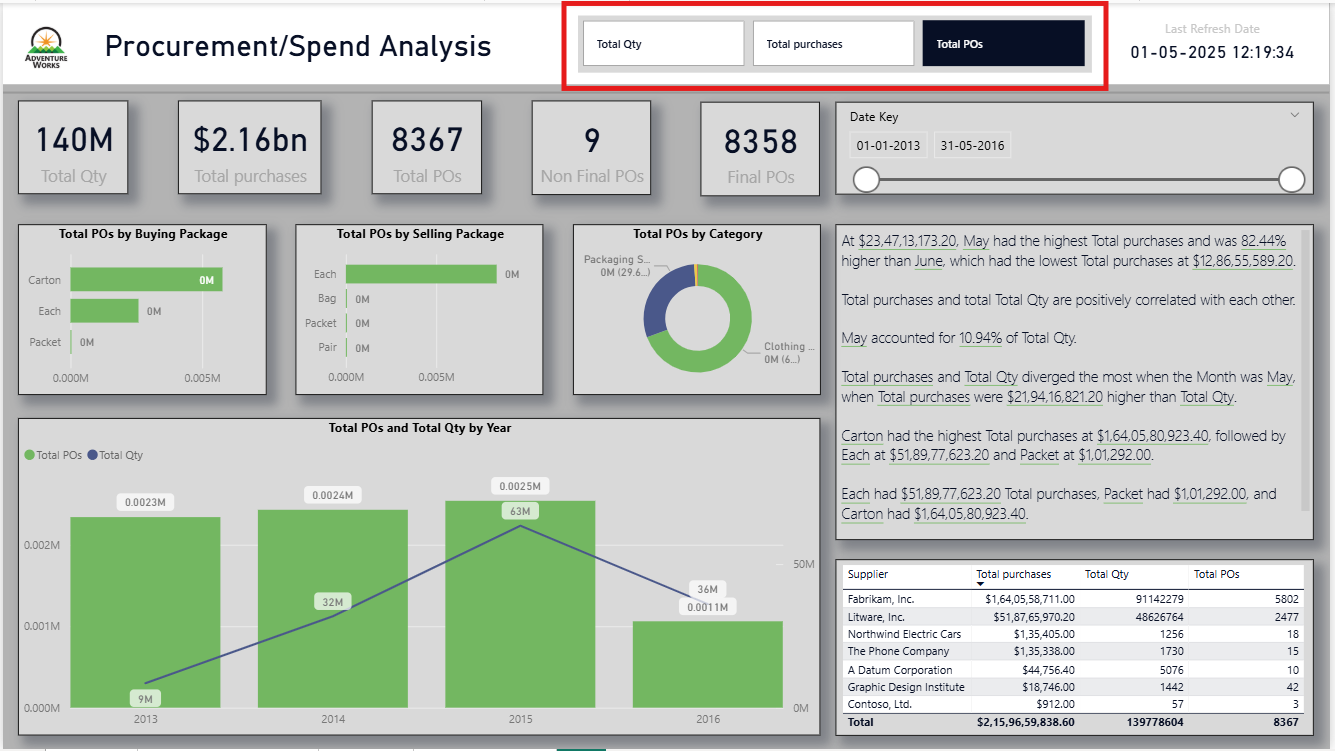 ADVENTURE
WORKS
Procurement/Spend Analysis
Total Qty
Total purchases
Total POs
Last Refresh Date
01-05-2025 12:19:34
140M
Total Qty
$2.16bn
Total purchases
8367
Total POs
9
Non Final POs
8358
Final POs
Date Key
01-01-2013
31-05-2016
Total POs by Buying Package
Carton
0M
Each
0M
Packet
0M
0.000M
0.005M
Total POs by Selling Package
Each
0M
Bag
0M
Packet
0M
Pair
0M
0.000M
0.005M
Total POs by Category
Packaging S...
0M (29.6...)
Clothing ...
0M (6...)
At $23,47,13,173.20, May had the highest Total purchases and was 82.44%
higher than June, which had the lowest Total purchases at $12,86,55,589.20.
Total purchases and total Total Qty are positively correlated with each other.
May accounted for 10.94% of Total Qty.
Total purchases and Total Qty diverged the most when the Month was May,
when Total purchases were $21,94,16,821.20 higher than Total Qty.
Carton had the highest Total purchases at $1,64,05,80,923.40, followed by
Each at $51,89,77,623.20 and Packet at $1,01,292.00.
Each had $51,89,77,623.20 Total purchases, Packet had $1,01,292.00, and
Carton had $1,64,05,80,923.40.
Total POs and Total Qty by Year
Total POs Total Qty
0.0023M
0.0024M
0.0025M
63M
0.002M
50M
36M
0.0011M
32M
0.001M
9M
0.000M
0M
2013
2014
2015
2016
Supplier Total purchases Total Qty Total POs
Fabrikam, Inc. $1,64,05,58,711.00 91142279 5802
Litware, Inc. $51,87,65,970.20 48626764 2477
Northwind Electric Cars $1,35,405.00 1256 18
The Phone Company $1,35,338.00 1730 15
A Datum Corporation $44,756.40 5076 10
Graphic Design Institute $18,746.00 1442 42
Contoso, Ltd. $912.00 57 3
Total $2,15,96,59,838.60 139778604 8367